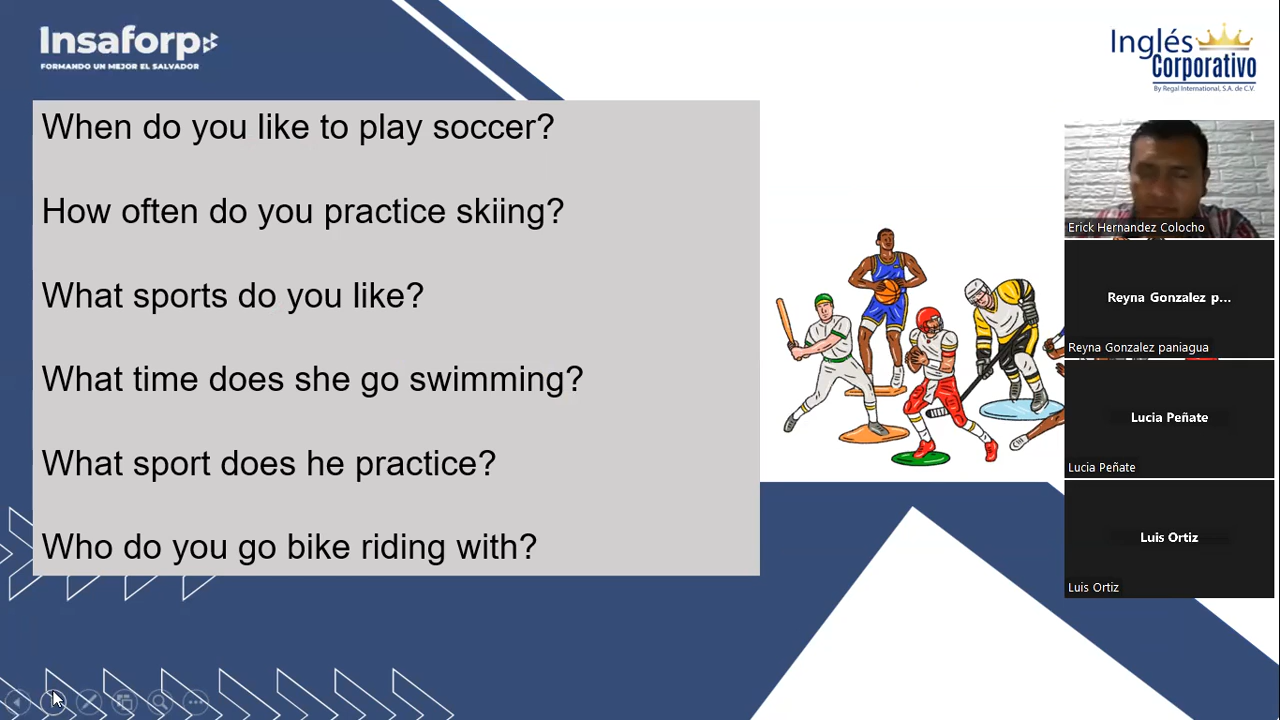 Insaforp
FORMANDO UN MEJOR EL SALVADOR
Inglés
Corporativo
By Regal International, S.A. de C.V.
When do you like to play soccer?
How often do you practice skiing?
What sports do you like?
What time does she go swimming?
What sport does he practice?
Who do you go bike riding with?
Erick Hernandez Colocho
Reyna Gonzalez p...
Reyna Gonzalez paniagua
Lucia Peñate
Lucia Peñate
Luis Ortiz
Luis Ortiz